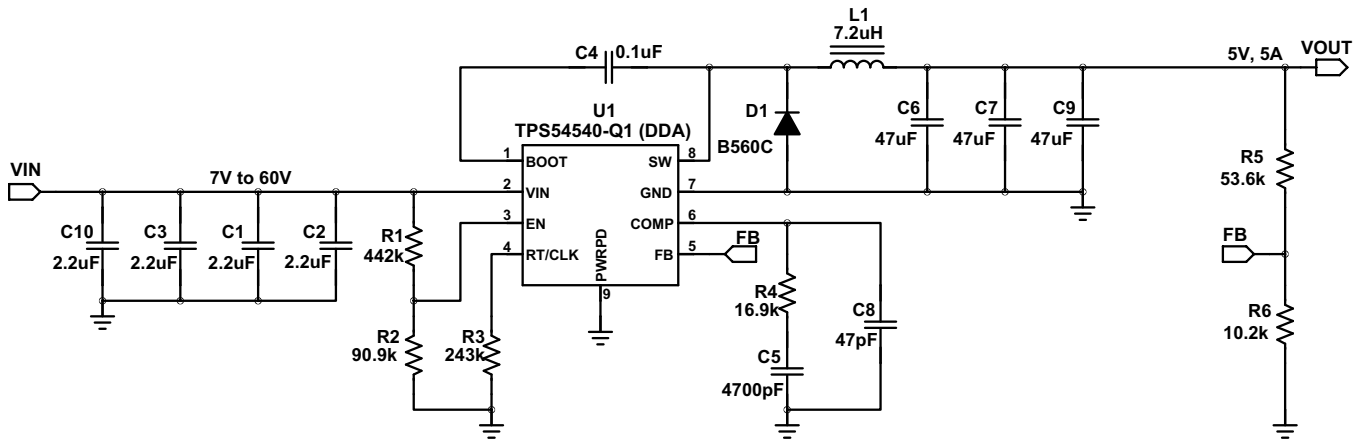 L1
7.2uH
C4 0.1uF
5V, 5A
VOUT
U1
TPS54540-Q1 (DDA)
D1
B560C
C6
47uF
C7
47uF
C9
47uF
1 BOOT
SW 8
VIN
7V to 60V
2 VIN
GND 7
3 EN
COMP 6
4 RT/CLK
FB 5
PWRPD
9
FB
R5
53.6k
FB
C10
2.2uF
C3
2.2uF
C1
2.2uF
C2
2.2uF
R1
442k
R2
90.9k
R3
243k
R4
16.9k
C8
47pF
C5
4700pF
R6
10.2k